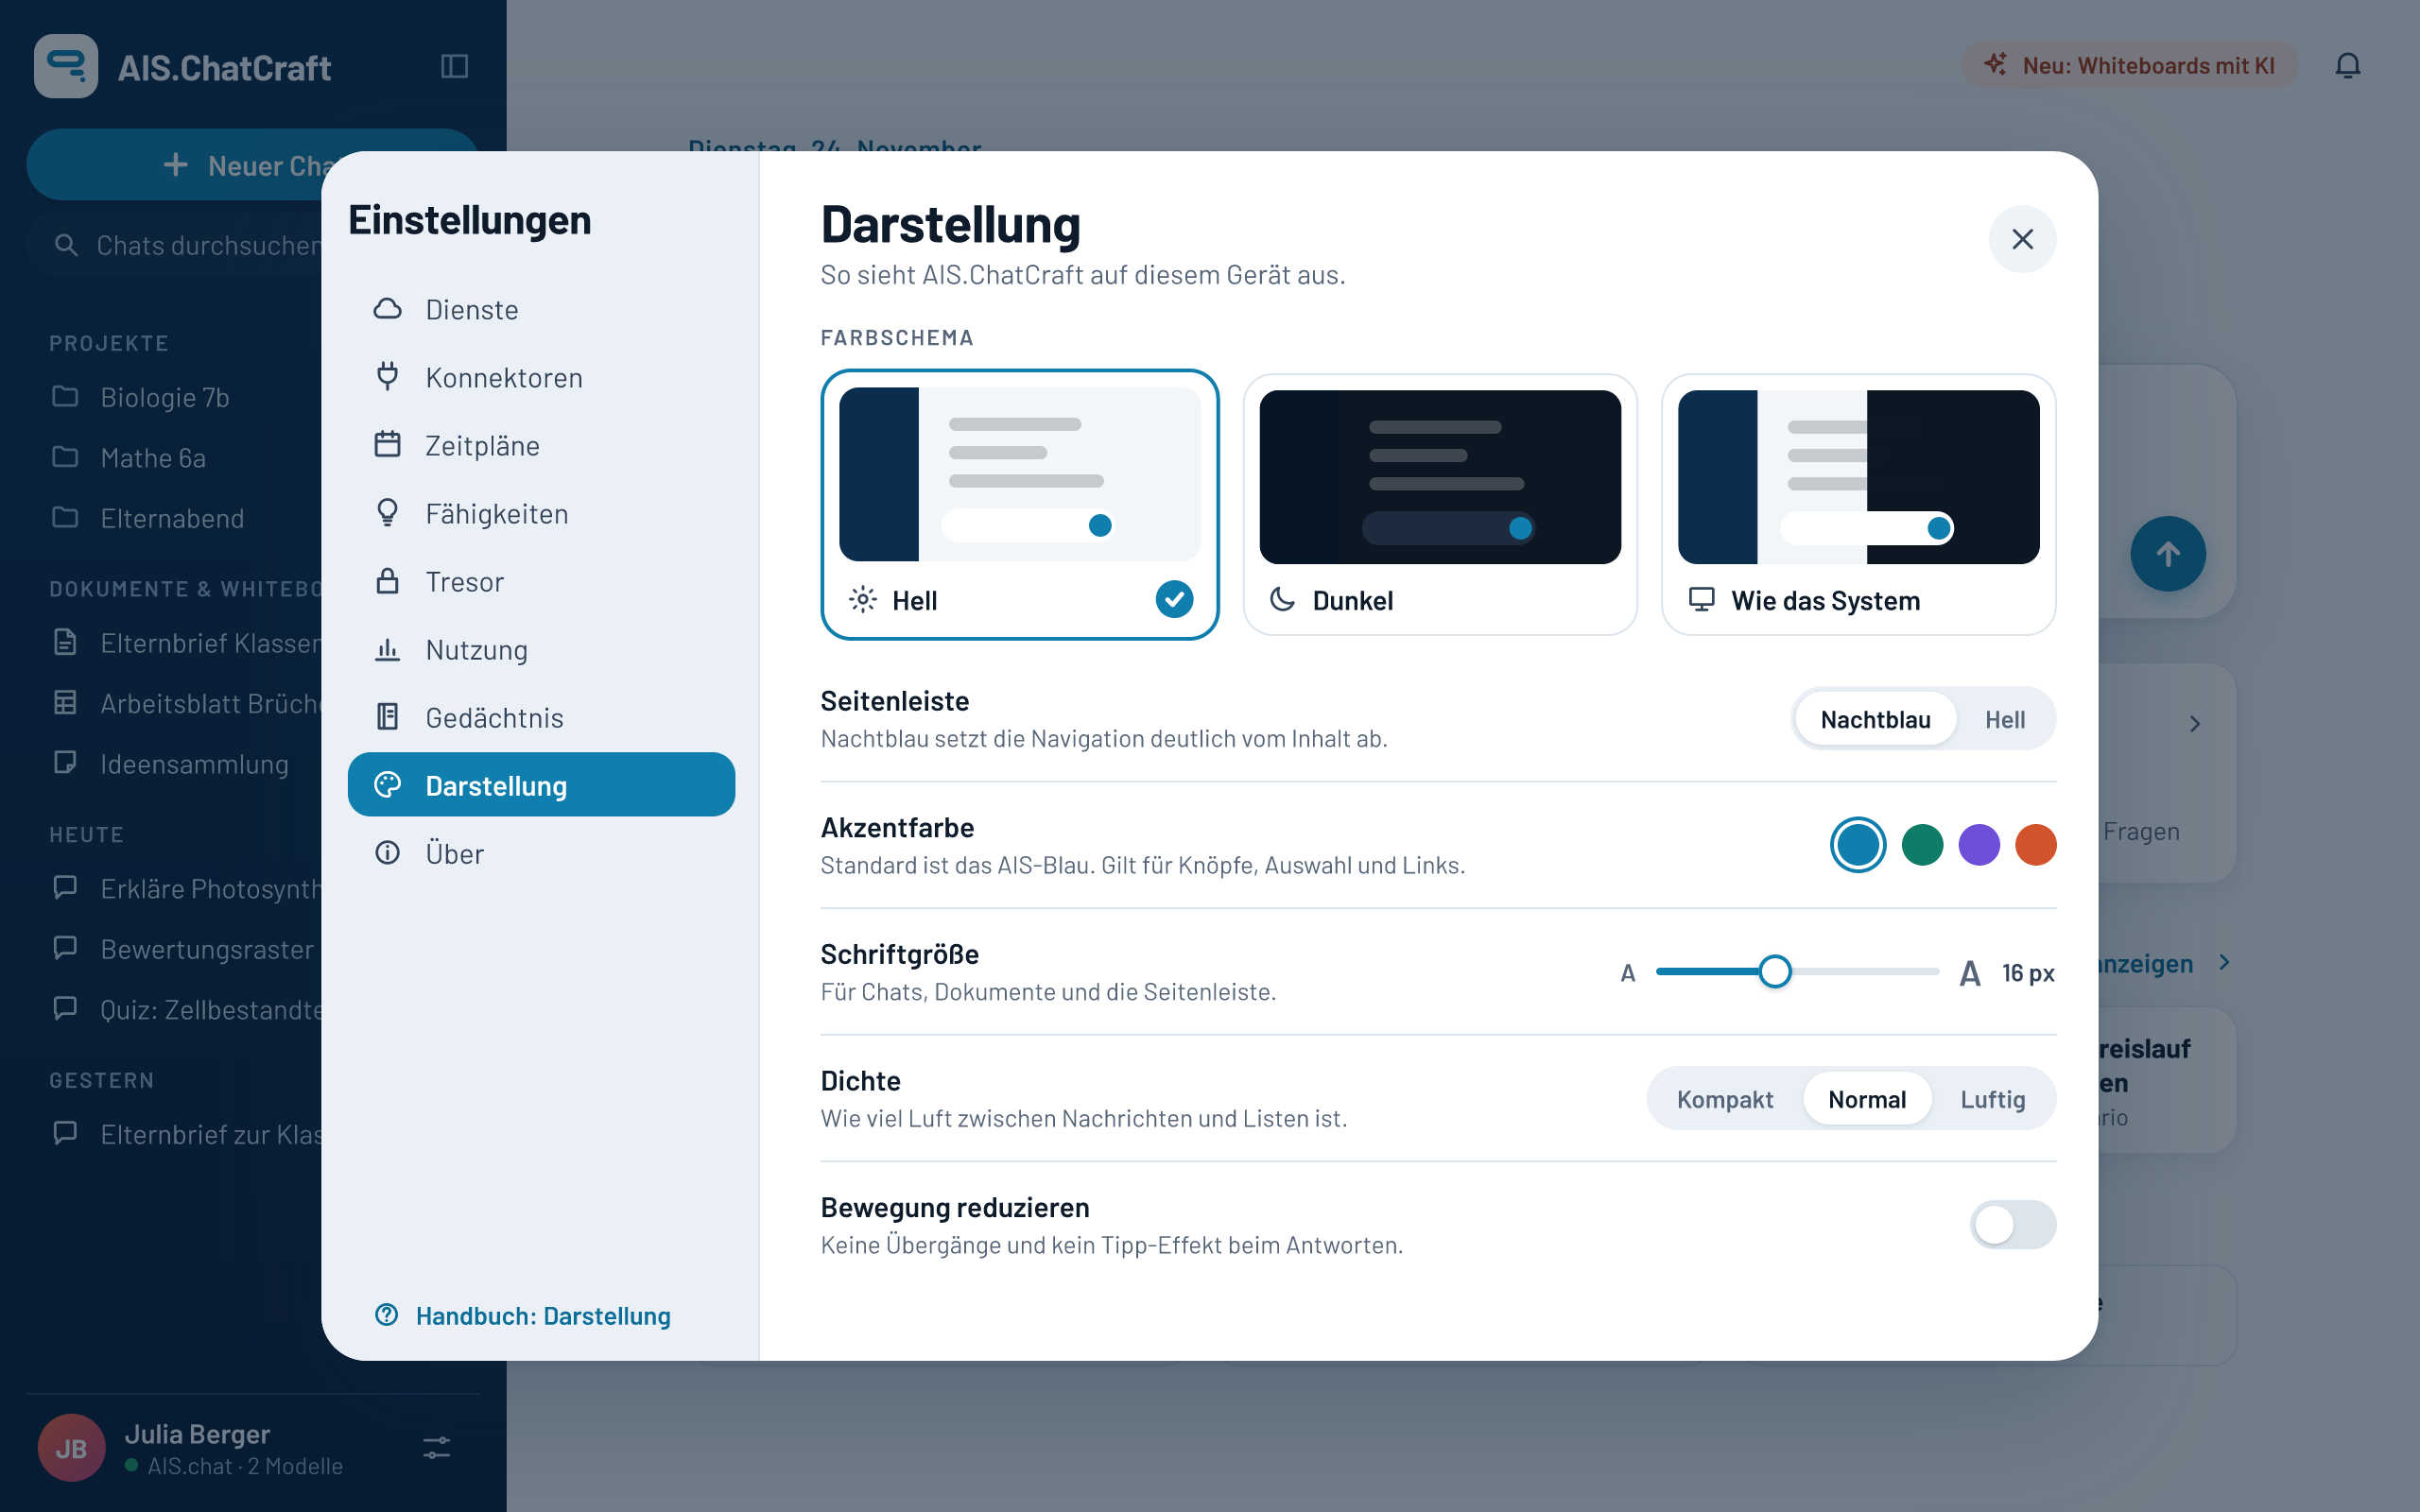 AIS.ChatCraft
Neu: Whiteboards mit KI
Neuer Cha
Chats durchsuchen
PROJEKTE
Biologie 7b
Mathe 6a
Elternabend
DOKUMENTE & WHITEBO
Elternbrief Klassen
Arbeitsblatt Brüche
Ideensammlung
HEUTE
Erkläre Photosynth
Bewertungsraster
Quiz: Zellbestandte
GESTERN
Elternbrief zur Klas
JB
Julia Berger
AIS.chat · 2 Modelle
Dienstag, 24. November
Einstellungen
Dienste
Konnektoren
Zeitpläne
Fähigkeiten
Tresor
Nutzung
Gedächtnis
Darstellung
Über
Handbuch: Darstellung
Darstellung
So sieht AIS.ChatCraft auf diesem Gerät aus.
FARBSCHEMA
Hell
Dunkel
Wie das System
Seitenleiste
Nachtblau setzt die Navigation deutlich vom Inhalt ab.
Nachtblau
Hell
Akzentfarbe
Standard ist das AIS-Blau. Gilt für Knöpfe, Auswahl und Links.
Schriftgröße
Für Chats, Dokumente und die Seitenleiste.
A
A
16 px
Dichte
Wie viel Luft zwischen Nachrichten und Listen ist.
Kompakt
Normal
Luftig
Bewegung reduzieren
Keine Übergänge und kein Tipp-Effekt beim Antworten.
Fragen
nzeigen
reislauf
en
rio